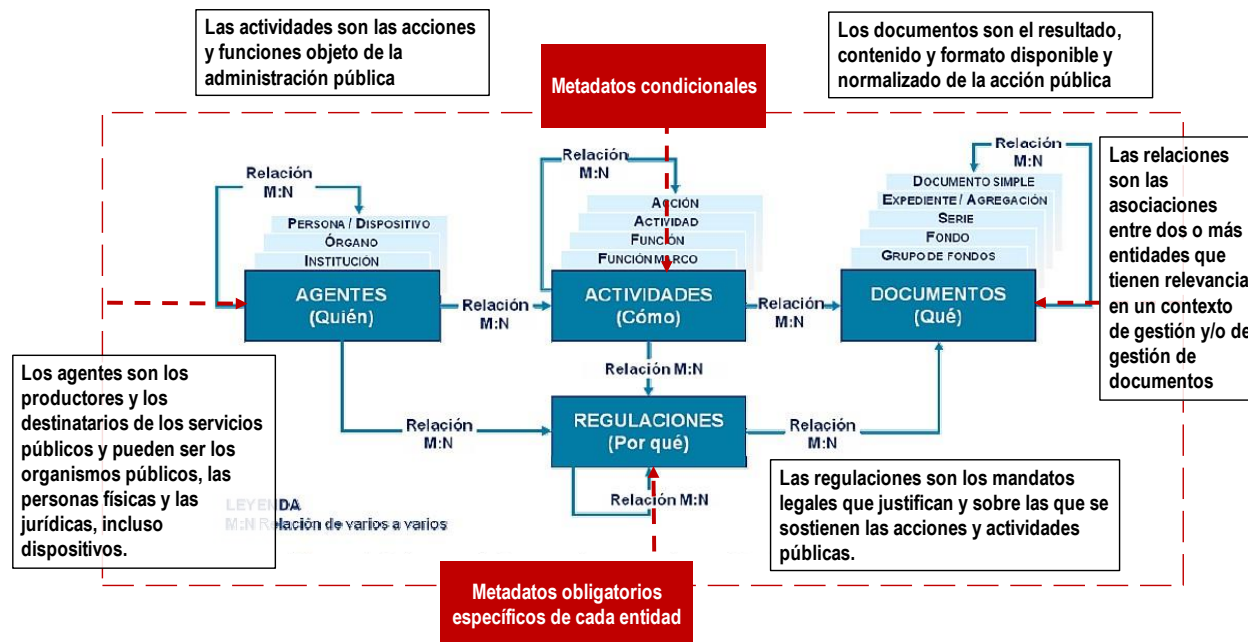 Las actividades son las acciones
y funciones objeto de la
administración pública
Metadatos condicionales
Los documentos son el resultado,
contenido y formato disponible y
normalizado de la acción pública
Relación
M:N
PERSONA / DISPOSITIVO
ÓRGANO
INSTITUCIÓN
AGENTES
(Quién)
Relación
M:N
Relación
M:N
ACCIÓN
ACTIVIDAD
FUNCIÓN
FUNCIÓN MARCO
ACTIVIDADES
(Cómo)
Relación
M:N
Relación
M:N
DOCUMENTO SIMPLE
EXPEDIENTE / AGREGACIÓN
SERIE
FONDO
GRUPO DE FONDOS
DOCUMENTOS
(Qué)
Las relaciones
son las
asociaciones
entre dos o más
entidades que
tienen relevancia
en un contexto
de gestión y/o de
gestión de
documentos
Los agentes son los
productores y los
destinatarios de los servicios
públicos y pueden ser los
organismos públicos, las
personas físicas y las
jurídicas, incluso
dispositivos.
Relación M:N
Relación
M:N
REGULACIONES
(Por qué)
Relación
M:N
Relación M:N
LEYENDA
M:N Relación de varios a varios
Las regulaciones son los mandatos
legales que justifican y sobre las que se
sostienen las acciones y actividades
públicas.
Metadatos obligatorios
específicos de cada entidad